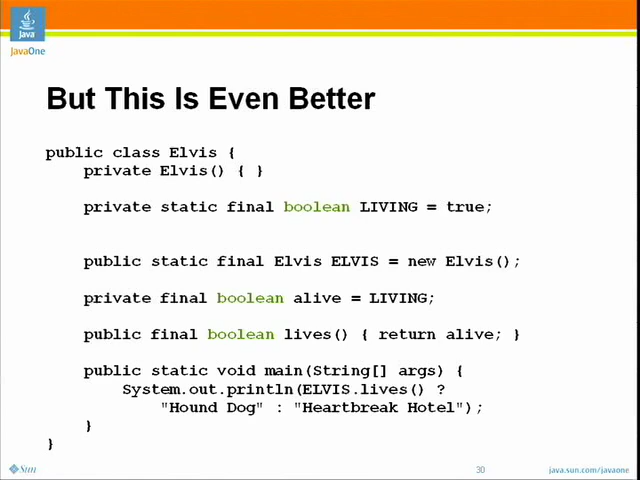 Java
JavaOne
But This Is Even Better
public class Elvis {
private Elvis() { }
private static final boolean LIVING = true;
public static final Elvis ELVIS = new Elvis();
private final boolean alive = LIVING;
public final boolean lives() { return alive; }
public static void main(String[] args) {
System.out.println(ELVIS.lives() ?
"Hound Dog" : "Heartbreak Hotel");
}
}
Sun
30
java.sun.com/javaone